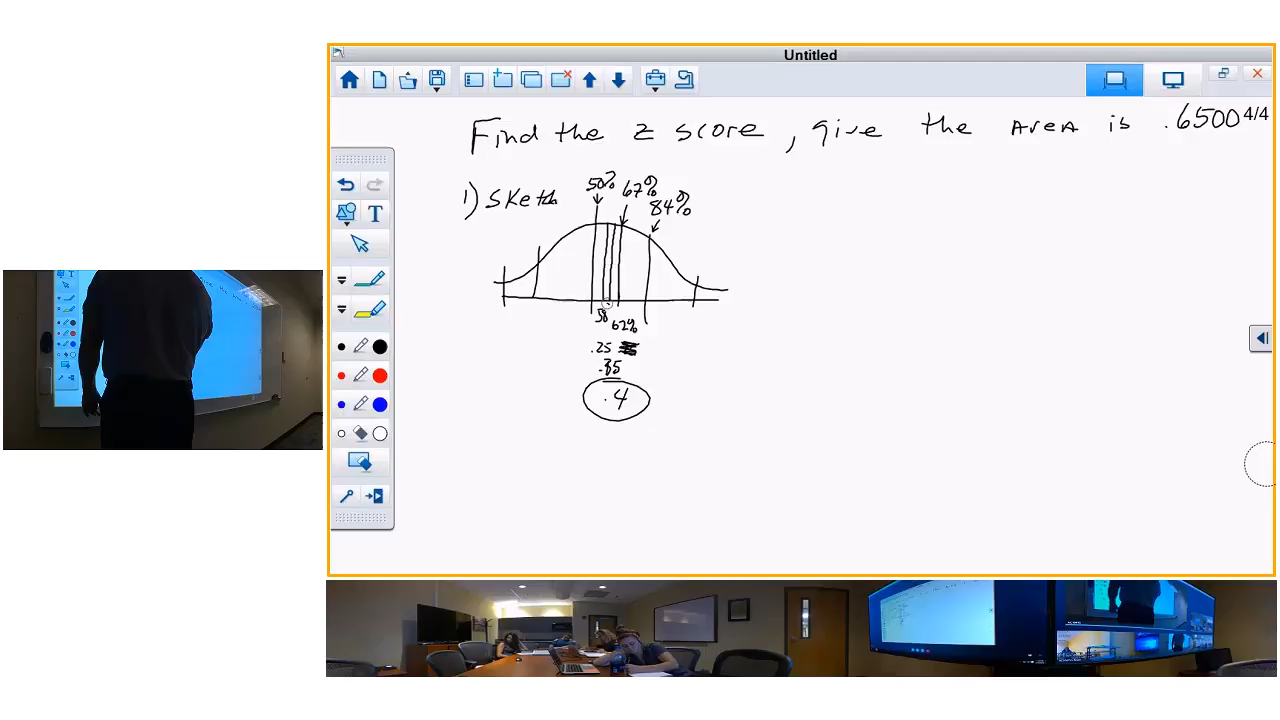 Untitled
Find the z score, give the Area is .6500
4/4
1) Sketch
50%
67%
84%
T
58
62%
.25
.35
.4